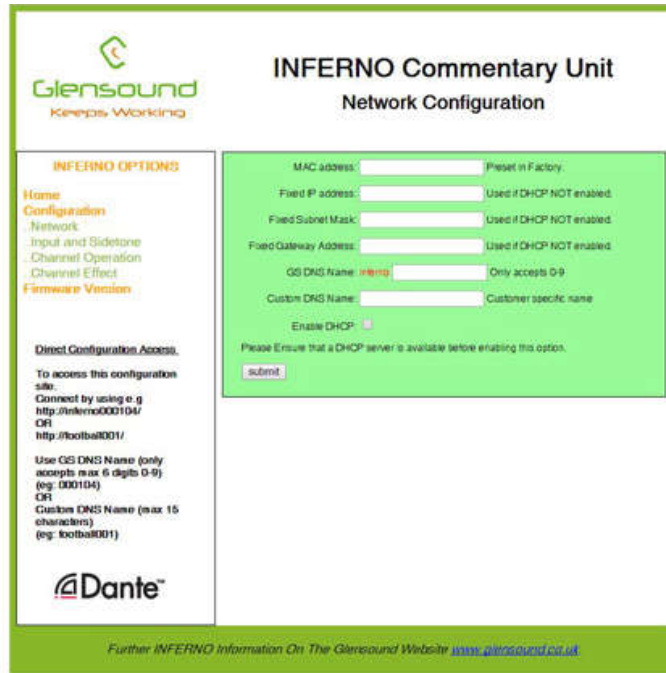 Glensound
Keeps Working
INFERNO Commentary Unit
Network Configuration
INFERNO OPTIONS
Home
Configuration
..Network
..Input and Sidetone
..Channel Operation
..Channel Effect
Firmware Version
Direct Configuration Access.
To access this configuration
site.
Connect by using e.g
http://inferno000104/
OR
http://football001/
Use GS DNS Name (only
accepts max 6 digits 0-9)
(eg: 000104)
OR
Custom DNS Name (max 15
characters)
(eg: football001)
Dante™
MAC address: Preset in Factory.
Fixed IP address: Used if DHCP NOT enabled.
Fixed Subnet Mask: Used if DHCP NOT enabled.
Fixed Gateway Address: Used if DHCP NOT enabled.
GS DNS Name: inferno Only accepts 0-9
Custom DNS Name: Customer specific name
Enable DHCP:
Please Ensure that a DHCP server is available before enabling this option.
submit
Further INFERNO Information On The Glensound Website www.glensound.co.uk